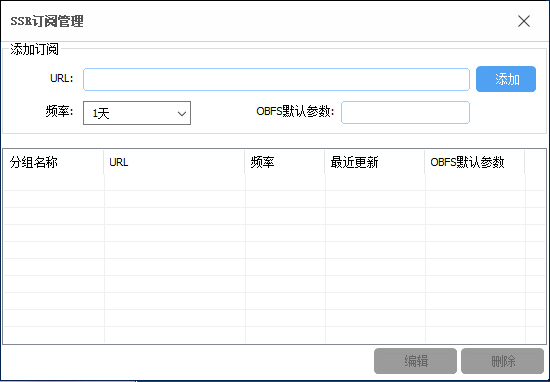 SSR订阅管理
添加订阅
URL:
添加
频率: 1天 OBFS默认参数:
分组名称 URL 频率 最近更新 OBFS默认参数
编辑 删除